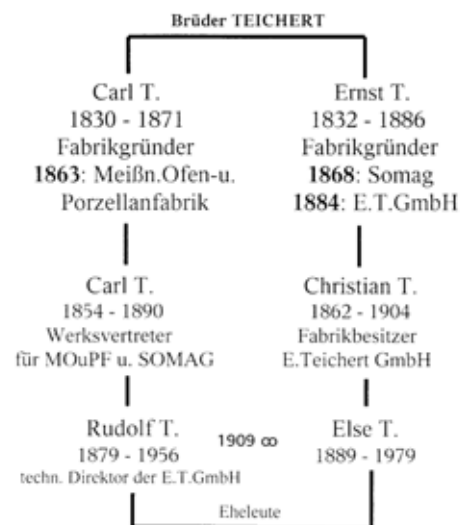 Brüder TEICHERT
Carl T.
1830 - 1871
Fabrikgründer
1863: Meißn.Ofen-u.
Porzellanfabrik
Ernst T.
1832 - 1886
Fabrikgründer
1868: Somag
1884: E.T.GmbH
Carl T.
1854 - 1890
Werksvertreter
für MOuPF u. SOMAG
Christian T.
1862 - 1904
Fabrikbesitzer
E.Teichert GmbH
Rudolf T.
1879 - 1956
techn. Direktor der E.T.GmbH
1909 ∞
Else T.
1889 - 1979
Eheleute